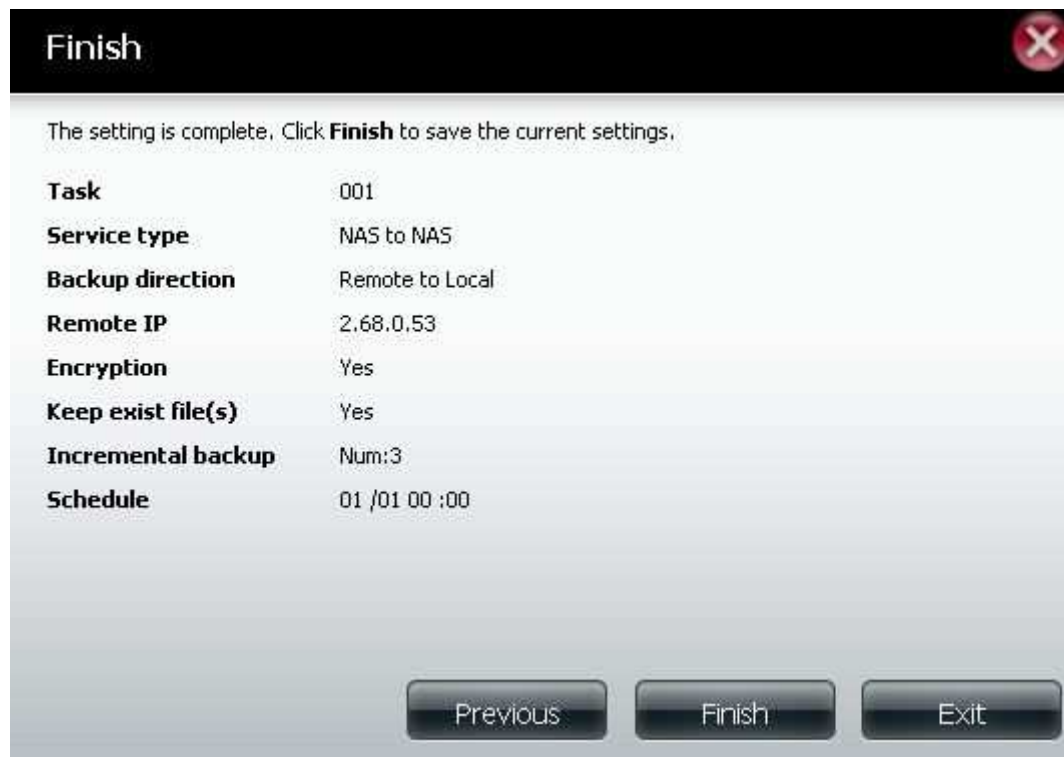 Finish
The setting is complete. Click Finish to save the current settings.
Task 001
Service type NAS to NAS
Backup direction Remote to Local
Remote IP 2.68.0.53
Encryption Yes
Keep exist file(s) Yes
Incremental backup Num:3
Schedule 01 /01 00 :00
Previous Finish Exit